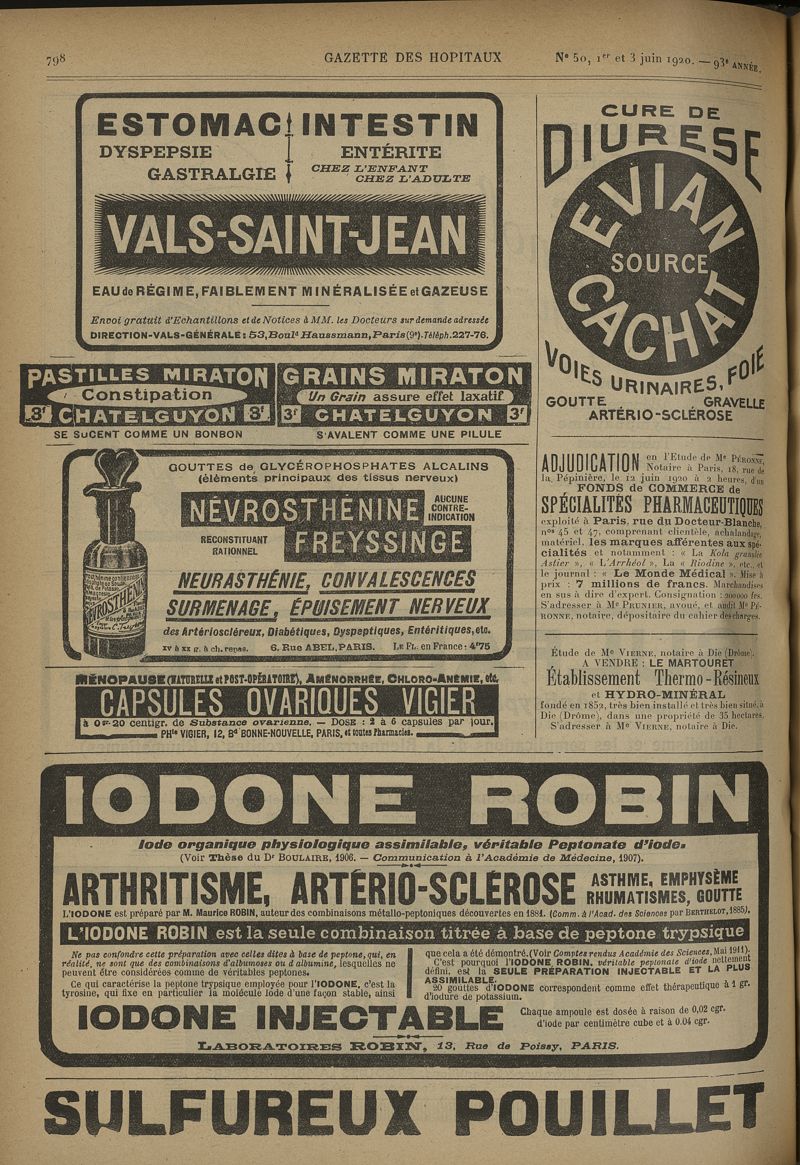 798
GAZETTE DES HOPITAUX
N° 50, 1er et 3 juin 1920. — 93e ANNÉE.
ESTOMAC INTESTIN
DYSPEPSIE
GASTRALGIE
ENTÉRITE
CHEZ L'ENFANT
CHEZ L'ADULTE
VALS-SAINT-JEAN
EAU de RÉGIME, FAIBLEMENT MINÉRALISÉE et GAZEUSE
Envoi gratuit d'Echantillons et de Notices à MM. les Docteurs sur demande adressée
DIRECTION-VALS-GÉNÉRALE: 53, Bould Haussmann, Paris (9e).-Téléph. 227-76.
PASTILLES MIRATON
Constipation
3f CHATELGUYON 3f
SE SUCENT COMME UN BONBON
GRAINS MIRATON
Un Grain assure effet laxatif
3f CHATELGUYON 3f
S'AVALENT COMME UNE PILULE
GOUTTES de GLYCÉROPHOSPHATES ALCALINS
(éléments principaux des tissus nerveux)
NÉVROSTHÉNINE
AUCUNE
CONTRE-
INDICATION
RECONSTITUANT
RATIONNEL
FREYSSINGE
NÉVROSTHÉNINE
NEURASTHÉNIE, CONVALESCENCES
SURMENAGE, ÉPUISEMENT NERVEUX
des Artérioscléreux, Diabétiques, Dyspeptiques, Entéritiques, etc.
XV à XX g. à ch. repas. 6, Rue ABEL, PARIS. LE FL. en France: 4f75
MÉNOPAUSE (NATURELLE et POST-OPÉRATOIRE), AMÉNORRHÉE, CHLORO-ANÉMIE, etc.
CAPSULES OVARIQUES VIGIER
à 0 gr. 20 centigr. de Substance ovarienne. — DOSE : 2 à 6 capsules par jour.
PHie VIGIER, 12, Bd BONNE-NOUVELLE, PARIS, et toutes Pharmacies.
CURE DE
DIURESE
EVIAN
SOURCE
CACHAT
VOIES URINAIRES, FOIE
GOUTTE GRAVELLE
ARTÉRIO-SCLÉROSE
ADJUDICATION en l'Etude de Me PÉRONNE,
Notaire à Paris, 18, rue de
la Pépinière, le 12 juin 1920 à 2 heures, d'un
FONDS de COMMERCE de
SPÉCIALITÉS PHARMACEUTIQUES
exploité à Paris, rue du Docteur-Blanche,
nos 45 et 47, comprenant clientèle, achalandage,
matériel, les marques afférentes aux spé-
cialités et notamment : « La Kola granulée
Astier », « L'Arrhéol », La « Riodine », etc., et
le journal : « Le Monde Médical ». Mise à
prix : 7 millions de francs. Marchandises
en sus à dire d'expert. Consignation : 200000 frs.
S'adresser à Me PRUNIER, avoué, et audit Me PÉ-
RONNE, notaire, dépositaire du cahier des charges.
Étude de Me VIERNE, notaire à Die (Drôme).
A VENDRE : LE MARTOURET
Établissement Thermo-Résineux
et HYDRO-MINÉRAL
fondé en 1852, très bien installé et très bien situé, à
Die (Drôme), dans une propriété de 35 hectares.
S'adresser à Me VIERNE, notaire à Die.
IODONE ROBIN
Iode organique physiologique assimilable, véritable Peptonate d'iode.
(Voir Thèse du Dr BOULAIRE, 1906. — Communication à l'Académie de Médecine, 1907).
ARTHRITISME, ARTÉRIO-SCLÉROSE
ASTHME, EMPHYSÈME
RHUMATISMES, GOUTTE
L'IODONE est préparé par M. Maurice ROBIN, auteur des combinaisons métallo-peptoniques découvertes en 1881. (Comm. à l'Acad. des Sciences par BERTHELOT, 1885).
L'IODONE ROBIN est la seule combinaison titrée à base de peptone trypsique
Ne pas confondre cette préparation avec celles dites à base de peptone, qui, en
réalité, ne sont que des combinaisons d'albumoses ou d'albumine, lesquelles ne
peuvent être considérées comme de véritables peptones.
Ce qui caractérise la peptone trypsique employée pour l'IODONE, c'est la
tyrosine, qui fixe en particulier la molécule Iode d'une façon stable, ainsi
que cela a été démontré. (Voir Comptes rendus Académie des Sciences, Mai 1911).
C'est pourquoi l'IODONE ROBIN, véritable peptonate d'iode nettement
défini, est la SEULE PRÉPARATION INJECTABLE ET LA PLUS
ASSIMILABLE.
20 gouttes d'IODONE correspondent comme effet thérapeutique à 1 gr.
d'iodure de potassium.
IODONE INJECTABLE
Chaque ampoule est dosée à raison de 0,02 cgr.
d'iode par centimètre cube et à 0.04 cgr.
LABORATOIRES ROBIN, 13, Rue de Poissy, PARIS.
SULFUREUX POUILLET